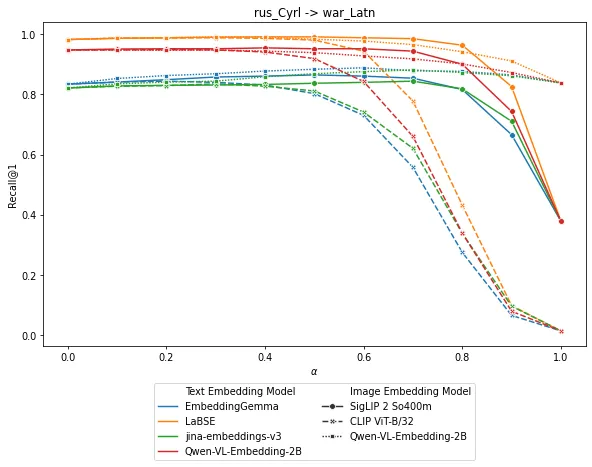 rus_Cyrl -> war_Latn
Recall@1
1.0
0.8
0.6
0.4
0.2
0.0
0.0 0.2 0.4 0.6 0.8 1.0
α
Text Embedding Model
EmbeddingGemma
LaBSE
jina-embeddings-v3
Qwen-VL-Embedding-2B
Image Embedding Model
SigLIP 2 So400m
CLIP ViT-B/32
Qwen-VL-Embedding-2B